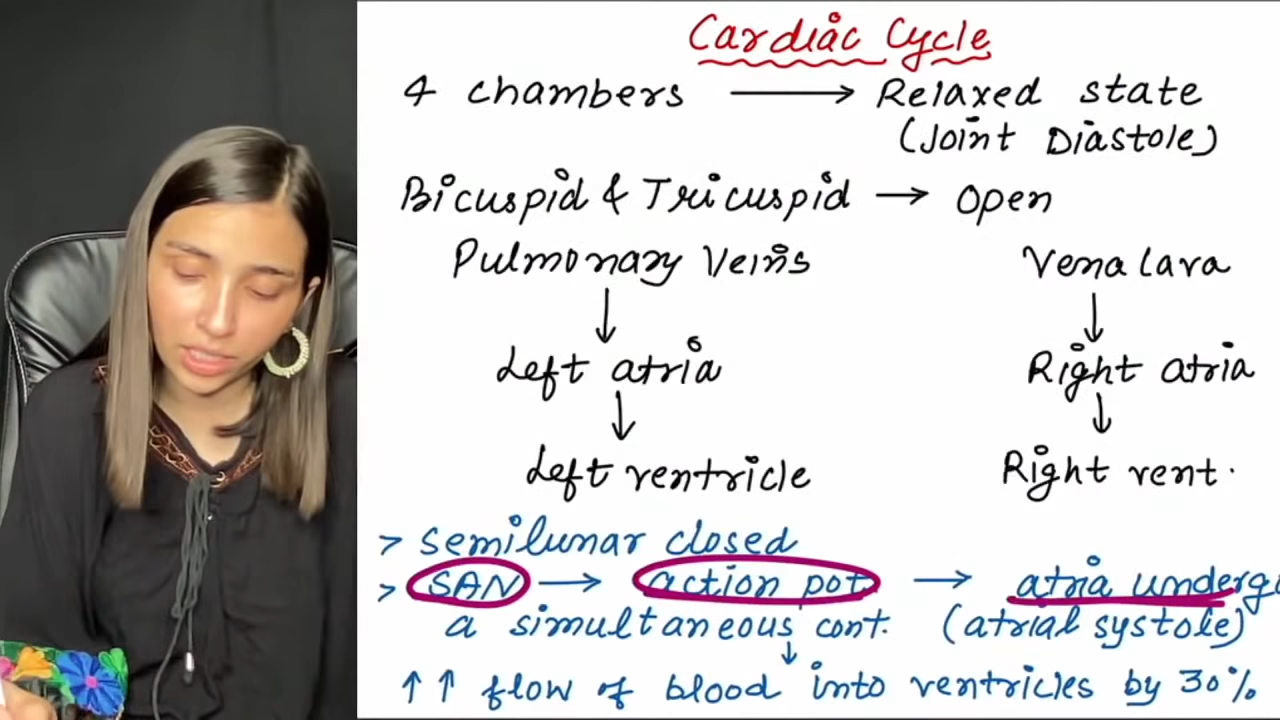 Cardiac Cycle
4 chambers → Relaxed state
(Joint Diastole)
Bicuspid & Tricuspid → open
Pulmonary Veins Vena Cava
↓ ↓
Left atria Right atria
↓ ↓
Left ventricle Right vent.
> semilunar closed
> SAN → action pot → atria underg
a simultaneous cont. (atrial systole)
↓
↑↑ flow of blood into ventricles by 30%